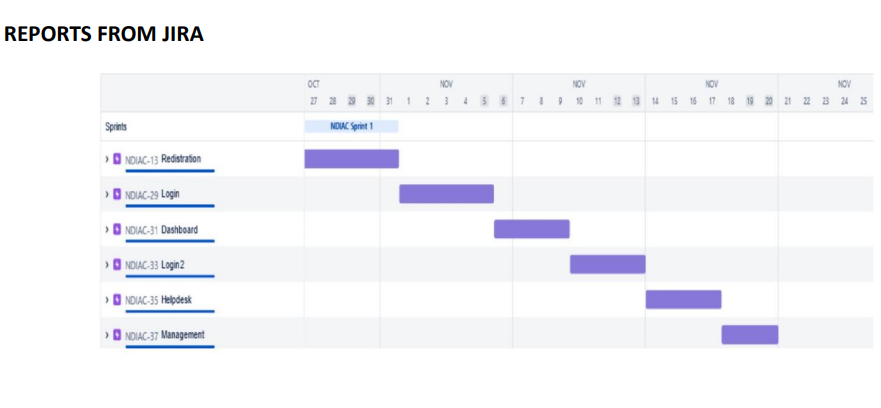 REPORTS FROM JIRA
OCT NOV NOV NOV NOV
27 28 29 30 31 1 2 3 4 5 6 7 8 9 10 11 12 13 14 15 16 17 18 19 20 21 22 23 24 25
Sprints NDIAC Sprint 1
NDIAC-13 Redistration
NDIAC-29 Login
NDIAC-31 Dashboard
NDIAC-33 Login2
NDIAC-35 Helpdesk
NDIAC-37 Management